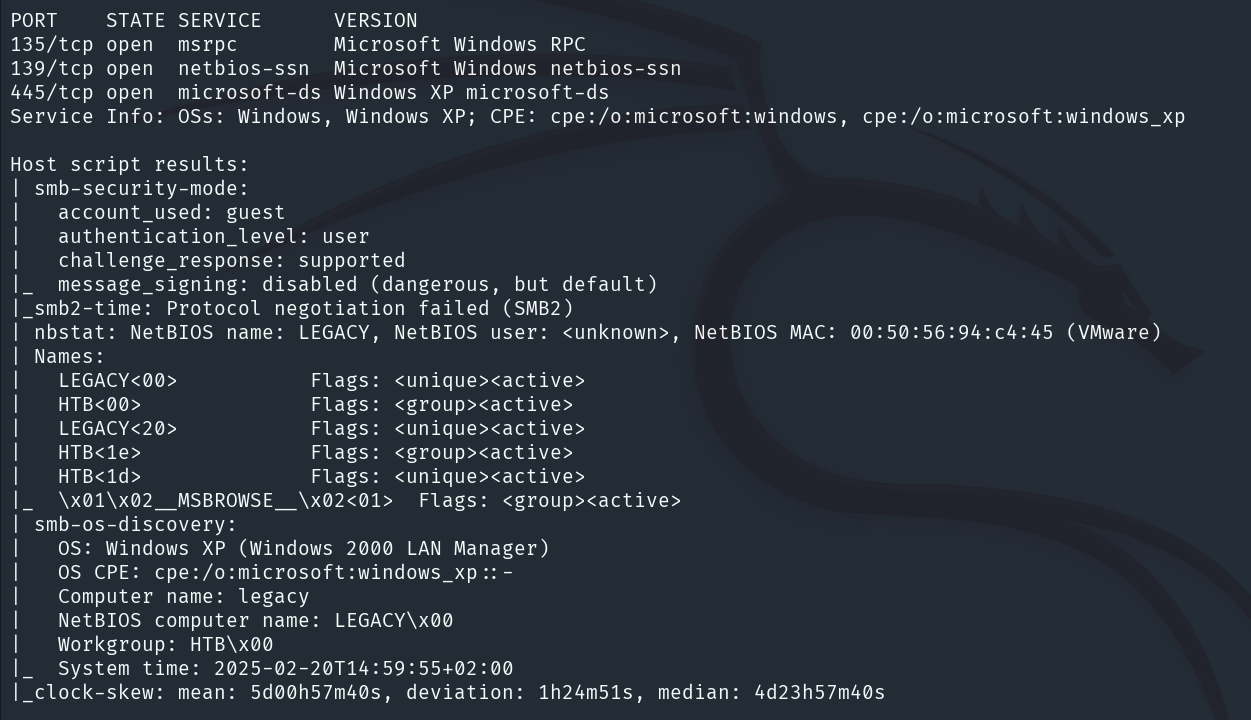 PORT    STATE SERVICE      VERSION
135/tcp open  msrpc        Microsoft Windows RPC
139/tcp open  netbios-ssn  Microsoft Windows netbios-ssn
445/tcp open  microsoft-ds Windows XP microsoft-ds
Service Info: OSs: Windows, Windows XP; CPE: cpe:/o:microsoft:windows, cpe:/o:microsoft:windows_xp

Host script results:
| smb-security-mode:
|   account_used: guest
|   authentication_level: user
|   challenge_response: supported
|_  message_signing: disabled (dangerous, but default)
|_smb2-time: Protocol negotiation failed (SMB2)
| nbstat: NetBIOS name: LEGACY, NetBIOS user: <unknown>, NetBIOS MAC: 00:50:56:94:c4:45 (VMware)
| Names:
|   LEGACY<00>           Flags: <unique><active>
|   HTB<00>              Flags: <group><active>
|   LEGACY<20>           Flags: <unique><active>
|   HTB<1e>              Flags: <group><active>
|   HTB<1d>              Flags: <unique><active>
|_  \x01\x02__MSBROWSE__\x02<01>  Flags: <group><active>
| smb-os-discovery:
|   OS: Windows XP (Windows 2000 LAN Manager)
|   OS CPE: cpe:/o:microsoft:windows_xp::-
|   Computer name: legacy
|   NetBIOS computer name: LEGACY\x00
|   Workgroup: HTB\x00
|_  System time: 2025-02-20T14:59:55+02:00
|_clock-skew: mean: 5d00h57m40s, deviation: 1h24m51s, median: 4d23h57m40s